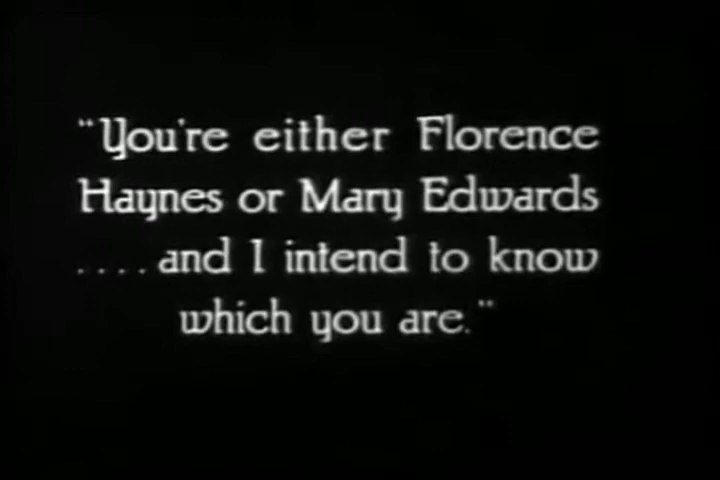 "You're either Florence
Haynes or Mary Edwards
....and I intend to know
which you are."